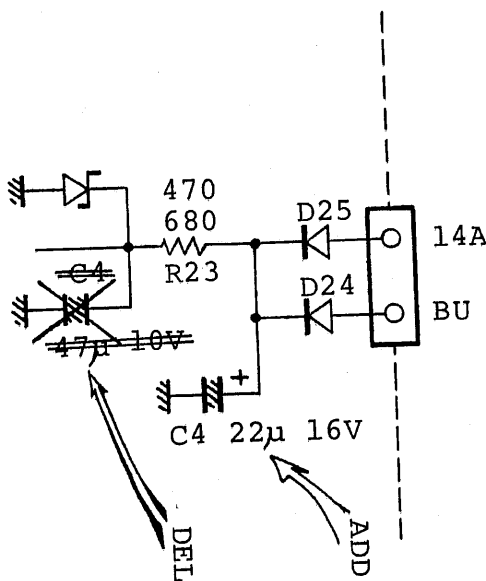 470
680
R23
D25
14A
D24
BU
C4
47μ 10V
+
C4 22μ 16V
DEL
ADD